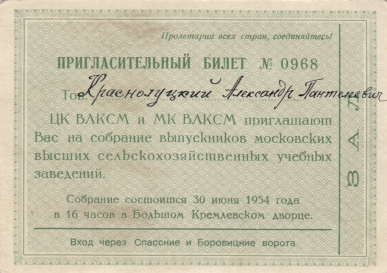 Пролетарии всех стран, соединяйтесь!
ПРИГЛАСИТЕЛЬНЫЙ БИЛЕТ № 0968
Тов. Краснолуцкий Александр Пантелеевич
ЦК ВЛКСМ и МК ВЛКСМ приглашают
Вас на собрание выпускников московских
высших сельскохозяйственных учебных
заведений.
Собрание состоится 30 июня 1954 года
в 16 часов в Большом Кремлевском дворце.
Вход через Спасские и Боровицкие ворота
ЗАЛ